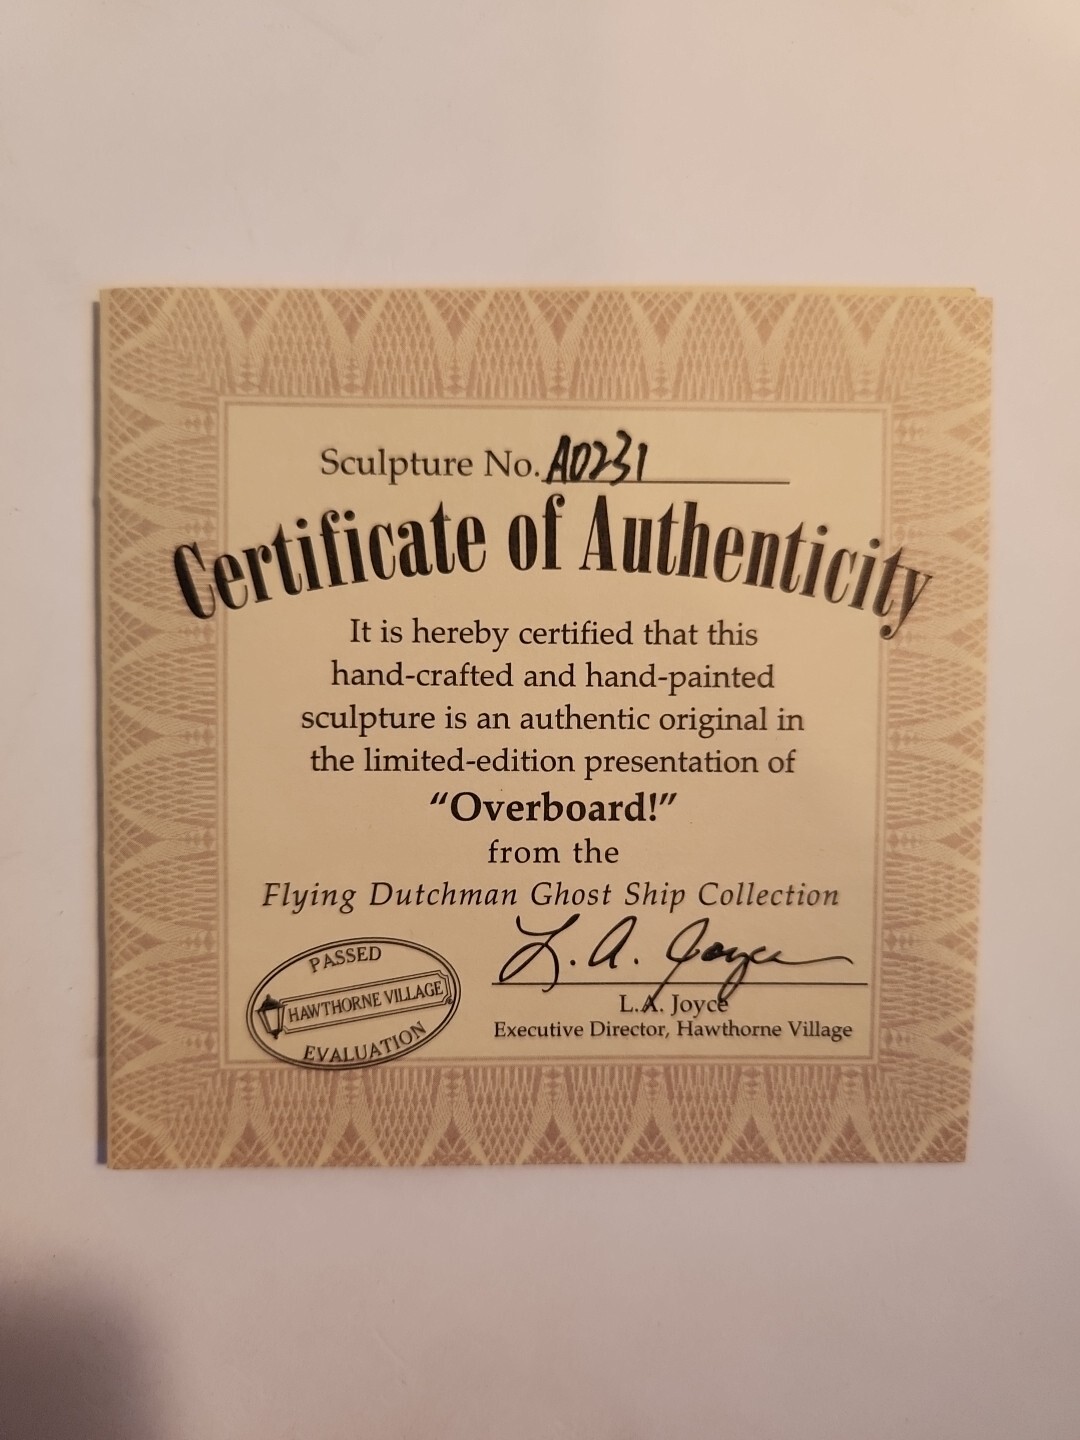 Sculpture No. A0231
Certificate of Authenticity
It is hereby certified that this
hand-crafted and hand-painted
sculpture is an authentic original in
the limited-edition presentation of
“Overboard!”
from the
Flying Dutchman Ghost Ship Collection
PASSED
HAWTHORNE VILLAGE
EVALUATION
L. A. Joyce
L.A. Joyce
Executive Director, Hawthorne Village